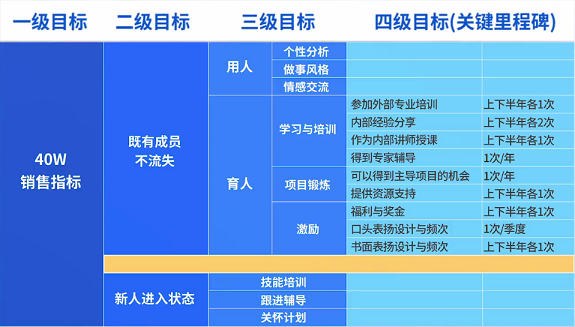 一级目标 二级目标 三级目标 四级目标(关键里程碑)
40W
销售指标
既有成员
不流失
用人
个性分析
做事风格
情感交流
育人
学习与培训
参加外部专业培训 上下半年各1次
内部经验分享 上下半年各2次
作为内部讲师授课 上下半年各1次
得到专家辅导 1次/年
项目锻炼
可以得到主导项目的机会 1次/年
提供资源支持 上下半年各1次
激励
福利与奖金 上下半年各1次
口头表扬设计与频次 1次/季度
书面表扬设计与频次 上下半年各1次
新人进入状态
技能培训
跟进辅导
关怀计划